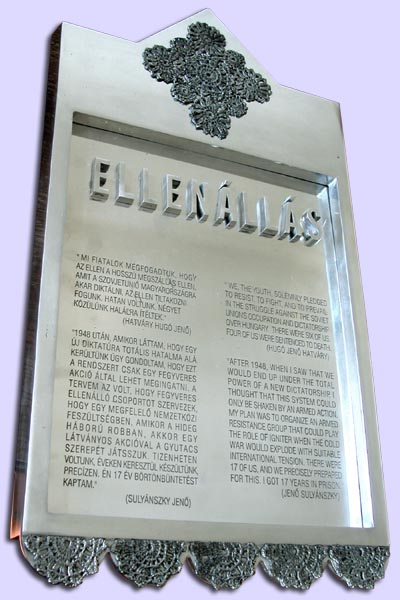 ELLENÁLLÁS
"MI FIATALOK MEGFOGADTUK, HOGY
AZ ELLEN A HOSSZÚ MEGSZÁLLÁS ELLEN,
AMIT A SZOVJETUNIÓ MAGYARORSZÁGRA
AKAR DIKTÁLNI, AZ ELLEN TILTAKOZNI
FOGUNK. HATAN VOLTUNK, NÉGYET
KÖZÜLÜNK HALÁLRA ÍTÉLTEK."
(HATVÁRY HUGÓ JENŐ)
"1948 UTÁN, AMIKOR LÁTTAM, HOGY EGY
ÚJ DIKTATÚRA TOTÁLIS HATALMA ALÁ
KERÜLTÜNK ÚGY GONDOLTAM, HOGY EZT
A RENDSZERT CSAK EGY FEGYVERES
AKCIÓ ÁLTAL LEHET MEGINGATNI. A
TERVEM AZ VOLT, HOGY FEGYVERES
ELLENÁLLÓ CSOPORTOT SZERVEZEK,
HOGY EGY MEGFELELŐ NEMZETKÖZI
FESZÜLTSÉGBEN, AMIKOR A HIDEG
HÁBORÚ ROBBAN, AKKOR EGY
LÁTVÁNYOS AKCIÓVAL A GYUTACS
SZEREPÉT JÁTSSZUK. TIZENHETEN
VOLTUNK, ÉVEKEN KERESZTÜL KÉSZÜLTÜNK,
PRECÍZEN. ÉN 17 ÉV BÖRTÖNBÜNTETÉST
KAPTAM."
(SULYÁNSZKY JENŐ)
"WE, THE YOUTH, SOLEMNLY PLEDGED
TO RESIST, TO FIGHT, AND TO PREVAIL
IN THE STRUGGLE AGAINST THE SOVIET
UNION'S OCCUPATION AND DICTATORSHIP
OVER HUNGARY. THERE WERE SIX OF US.
FOUR OF US WERE SENTENCED TO DEATH.
(HUGÓ JENŐ HATVÁRY)
"AFTER 1948, WHEN I SAW THAT WE
WOULD END UP UNDER THE TOTAL
POWER OF A NEW DICTATORSHIP I
THOUGHT THAT THIS SYSTEM COULD
ONLY BE SHAKEN BY AN ARMED ACTION.
MY PLAN WAS TO ORGANIZE AN ARMED
RESISTANCE GROUP THAT COULD PLAY
THE ROLE OF IGNITER WHEN THE COLD
WAR WOULD EXPLODE WITH SUITABLE
INTERNATIONAL TENSION. THERE WERE
17 OF US, AND WE PRECISELY PREPARED
FOR THIS. I GOT 17 YEARS IN PRISON."
(JENŐ SULYÁNSZKY)